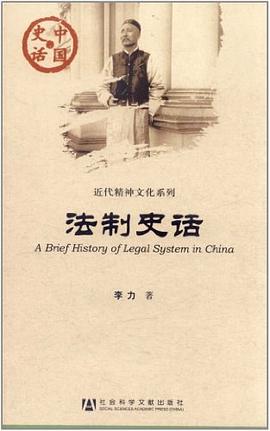 中国
史话
近代精神文化系列
法制史话
A Brief History of Legal System in China
李力 著
社会科学文献出版社
SOCIAL SCIENCES ACADEMIC PRESS (CHINA)